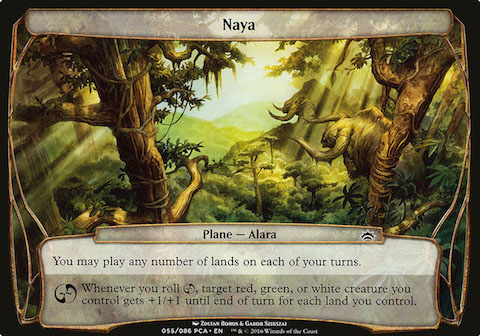 Naya
Plane — Alara
You may play any number of lands on each of your turns.
Whenever you roll , target red, green, or white creature you
control gets +1/+1 until end of turn for each land you control.
Zoltan Boros & Gabor Szikszai
055/086 PCA • EN ™ & © 2016 Wizards of the Coast